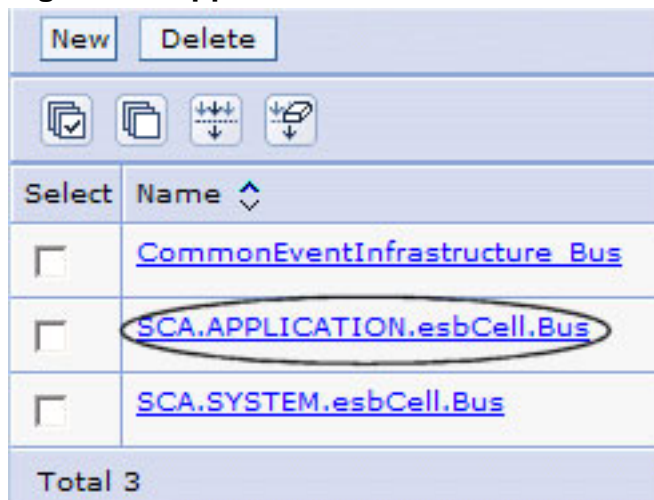 New Delete
Select Name
CommonEventInfrastructure_Bus
SCA.APPLICATION.esbCell.Bus
SCA.SYSTEM.esbCell.Bus
Total 3